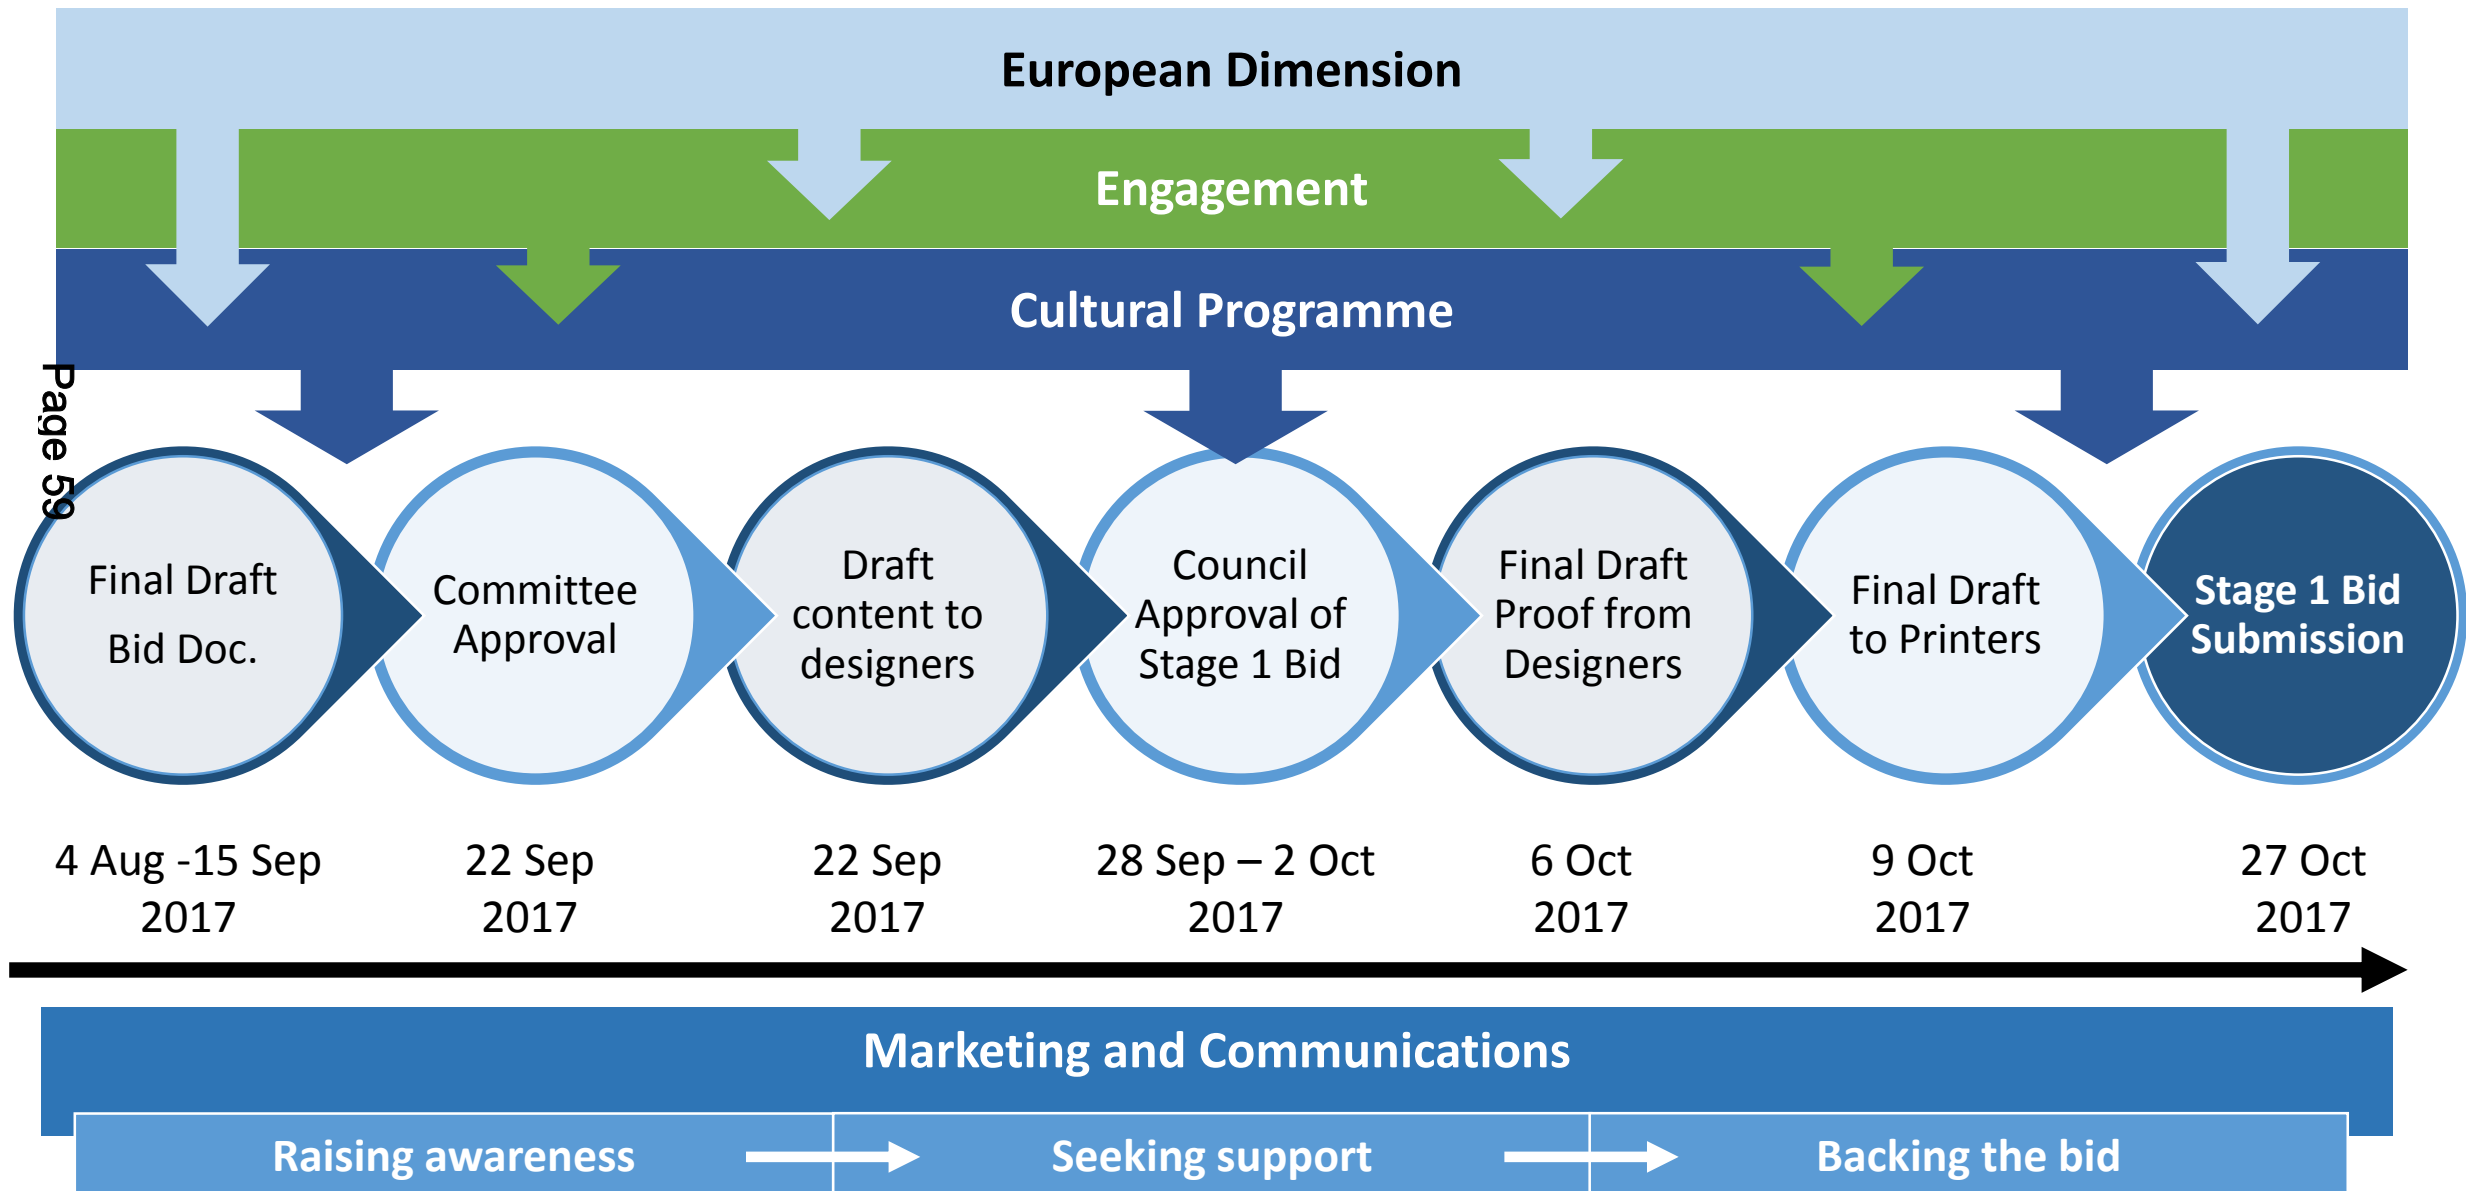 European Dimension
Engagement
Cultural Programme
Page 59
Final Draft
Bid Doc.
Committee
Approval
Draft
content to
designers
Council
Approval of
Stage 1 Bid
Final Draft
Proof from
Designers
Final Draft
to Printers
Stage 1 Bid
Submission
4 Aug -15 Sep
2017
22 Sep
2017
22 Sep
2017
28 Sep – 2 Oct
2017
6 Oct
2017
9 Oct
2017
27 Oct
2017
Marketing and Communications
Raising awareness
Seeking support
Backing the bid